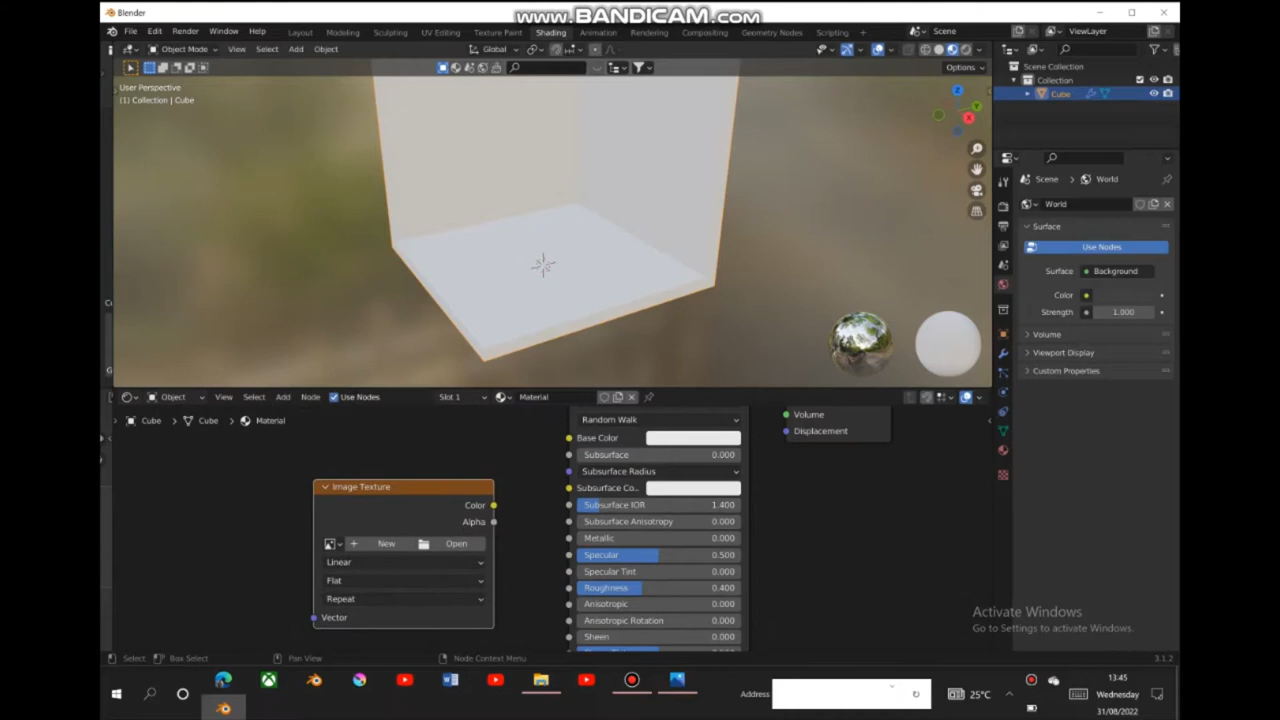 Blender
www.BANDICAM.com
File Edit Render Window Help Layout Modeling Sculpting UV Editing Texture Paint Shading Animation Rendering Compositing Geometry Nodes Scripting Scene ViewLayer
Object Mode View Select Add Object Global
Options
User Perspective
(1) Collection | Cube
Z
Y
X
Scene Collection
Collection
Cube
Scene > World
World
Surface
Use Nodes
Surface Background
Color
Strength 1.000
Volume
Viewport Display
Custom Properties
Object View Select Add Node Use Nodes Slot 1 Material
Cube > Cube > Material
Random Walk
Base Color
Subsurface 0.000
Subsurface Radius
Subsurface Co..
Subsurface IOR 1.400
Subsurface Anisotropy 0.000
Metallic 0.000
Specular 0.500
Specular Tint 0.000
Roughness 0.400
Anisotropic 0.000
Anisotropic Rotation 0.000
Sheen 0.000
Volume
Displacement
Image Texture
Color
Alpha
New Open
Linear
Flat
Repeat
Vector
Activate Windows
Go to Settings to activate Windows.
Select Box Select Pan View Node Context Menu 3.1.2
Address
25°C
13:45
Wednesday
31/08/2022